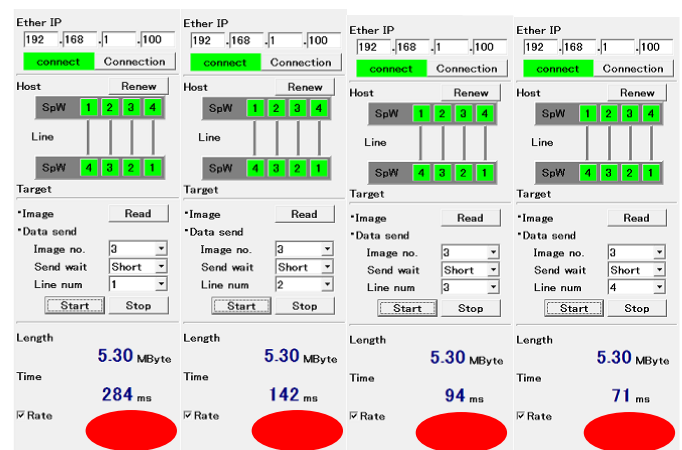 Ether IP
192 .168 .1 .100
connect Connection
Host Renew
SpW 1 2 3 4
Line
SpW 4 3 2 1
Target
・Image Read
・Data send
Image no. 3
Send wait Short
Line num 1
Start Stop
Length
5.30 MByte
Time
284 ms
Rate
Ether IP
192 .168 .1 .100
connect Connection
Host Renew
SpW 1 2 3 4
Line
SpW 4 3 2 1
Target
・Image Read
・Data send
Image no. 3
Send wait Short
Line num 2
Start Stop
Length
5.30 MByte
Time
142 ms
Rate
Ether IP
192 .168 .1 .100
connect Connection
Host Renew
SpW 1 2 3 4
Line
SpW 4 3 2 1
Target
・Image Read
・Data send
Image no. 3
Send wait Short
Line num 3
Start Stop
Length
5.30 MByte
Time
94 ms
Rate
Ether IP
192 .168 .1 .100
connect Connection
Host Renew
SpW 1 2 3 4
Line
SpW 4 3 2 1
Target
・Image Read
・Data send
Image no. 3
Send wait Short
Line num 4
Start Stop
Length
5.30 MByte
Time
71 ms
Rate